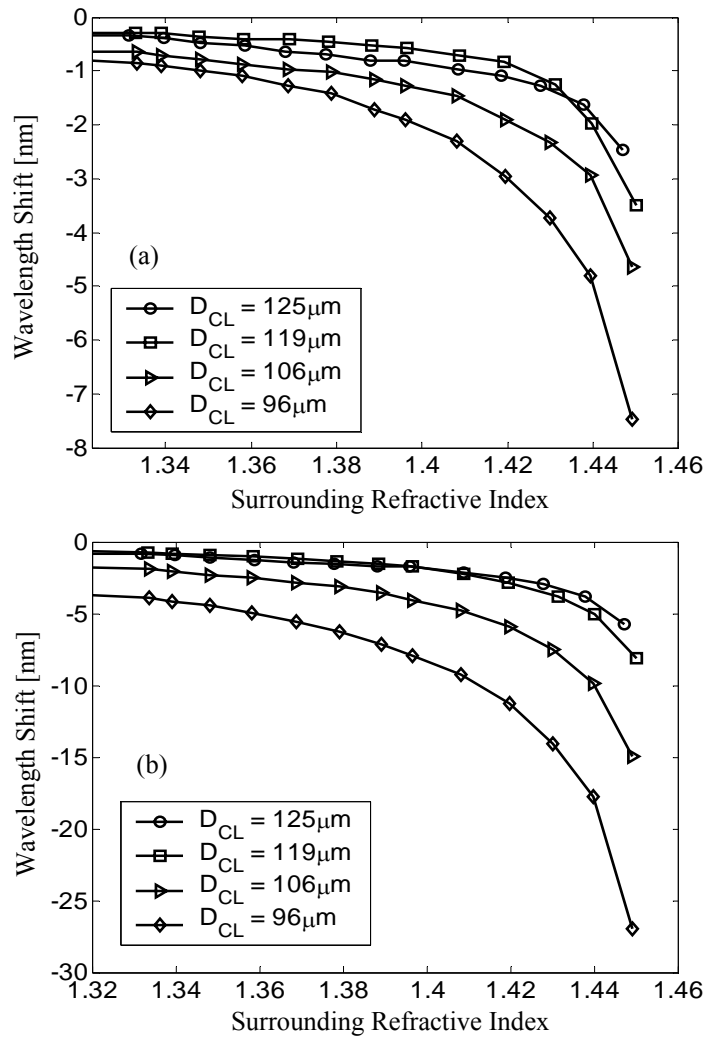 -0
-1
-2
-3
-4
-5
-6
-7
-8
Wavelength Shift [nm]
(a)
D_CL = 125μm
D_CL = 119μm
D_CL = 106μm
D_CL = 96μm
1.34 1.36 1.38 1.4 1.42 1.44 1.46
Surrounding Refractive Index
0
-5
-10
-15
-20
-25
-30
Wavelength Shift [nm]
(b)
D_CL = 125μm
D_CL = 119μm
D_CL = 106μm
D_CL = 96μm
1.32 1.34 1.36 1.38 1.4 1.42 1.44 1.46
Surrounding Refractive Index